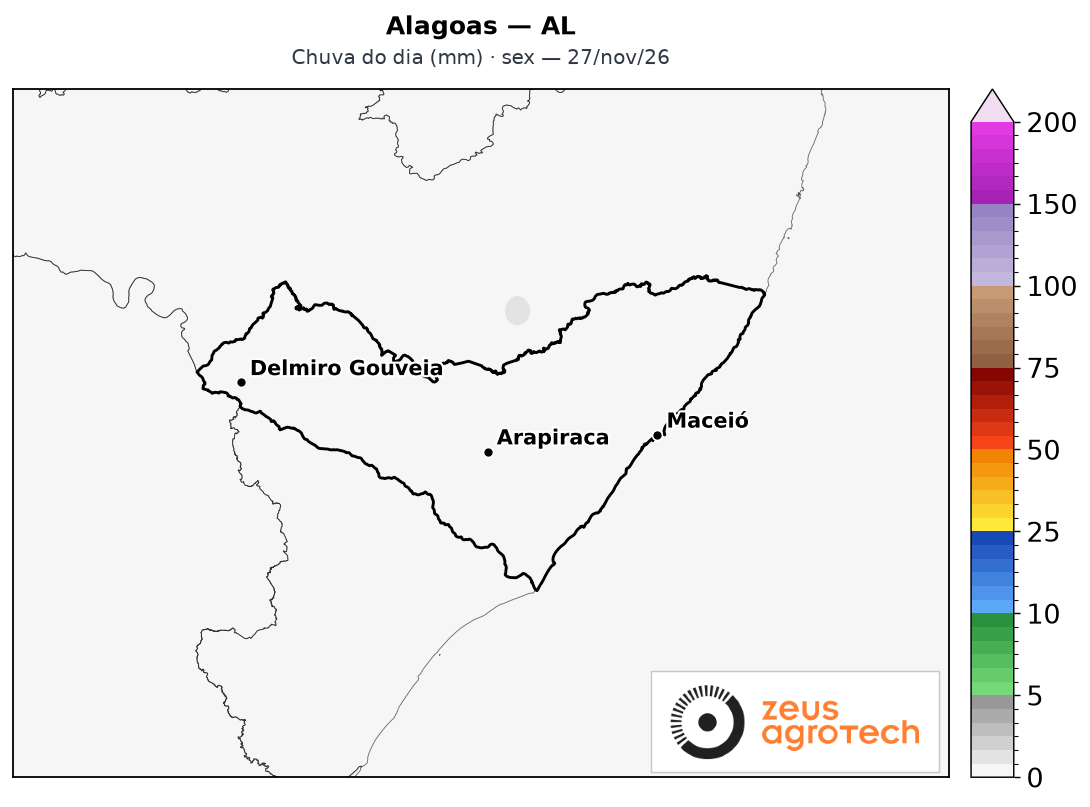 Alagoas — AL
Chuva do dia (mm) · sex — 27/nov/26
200
150
100
75
50
25
10
5
0
Delmiro Gouveia
Arapiraca
Maceió
zeus
agrotech